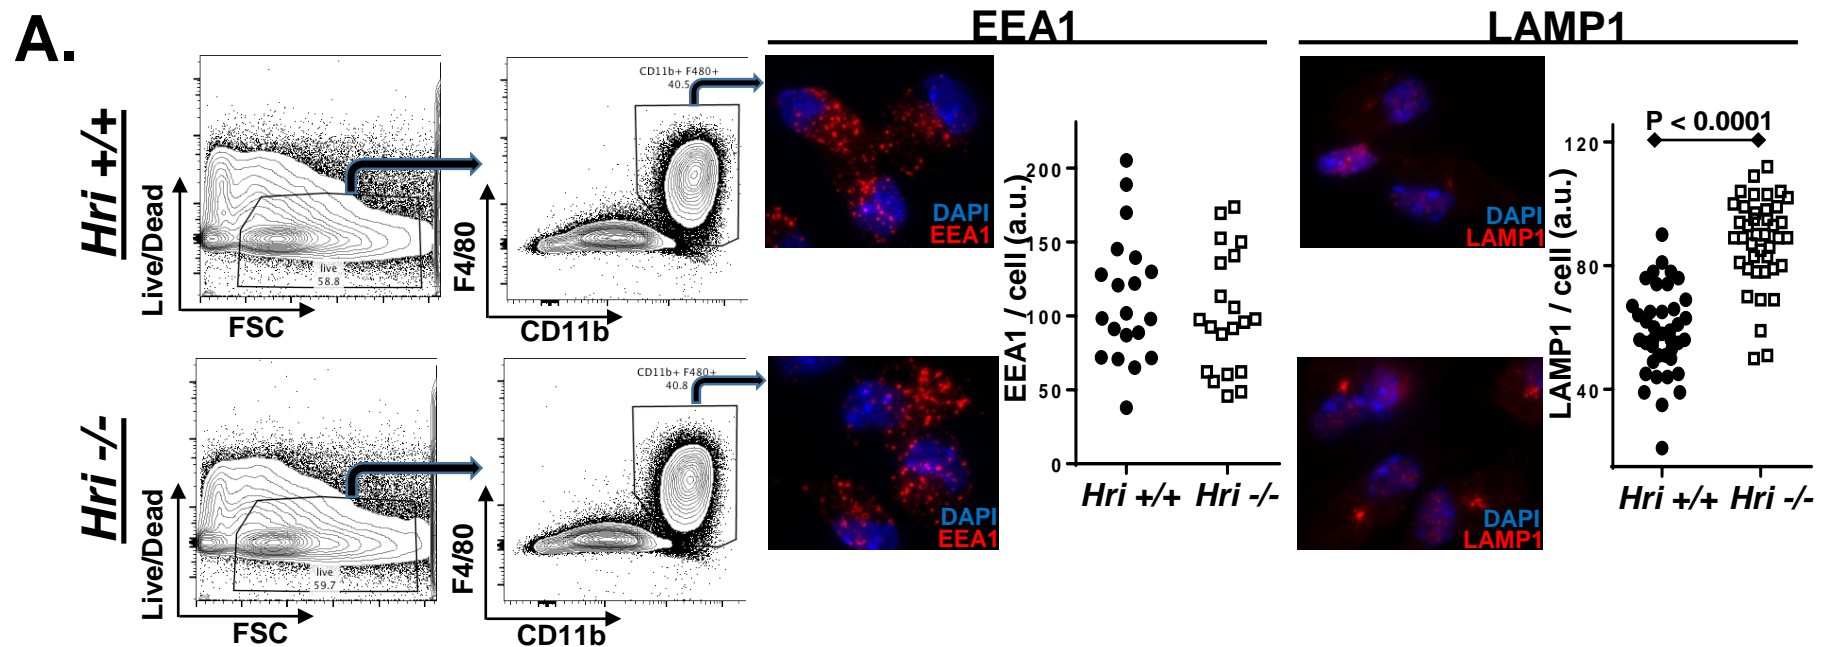 A.
EEA1
LAMP1
Hri +/+
Live/Dead
FSC
live
58.8
F4/80
CD11b
CD11b+ F480+
40.5
DAPI
EEA1
EEA1 / cell (a.u.)
200
150
100
50
0
Hri +/+
Hri -/-
DAPI
LAMP1
LAMP1 / cell (a.u.)
120
80
40
P < 0.0001
Hri +/+
Hri -/-
Hri -/-
Live/Dead
FSC
live
59.7
F4/80
CD11b
CD11b+ F480+
40.8
DAPI
EEA1
DAPI
LAMP1